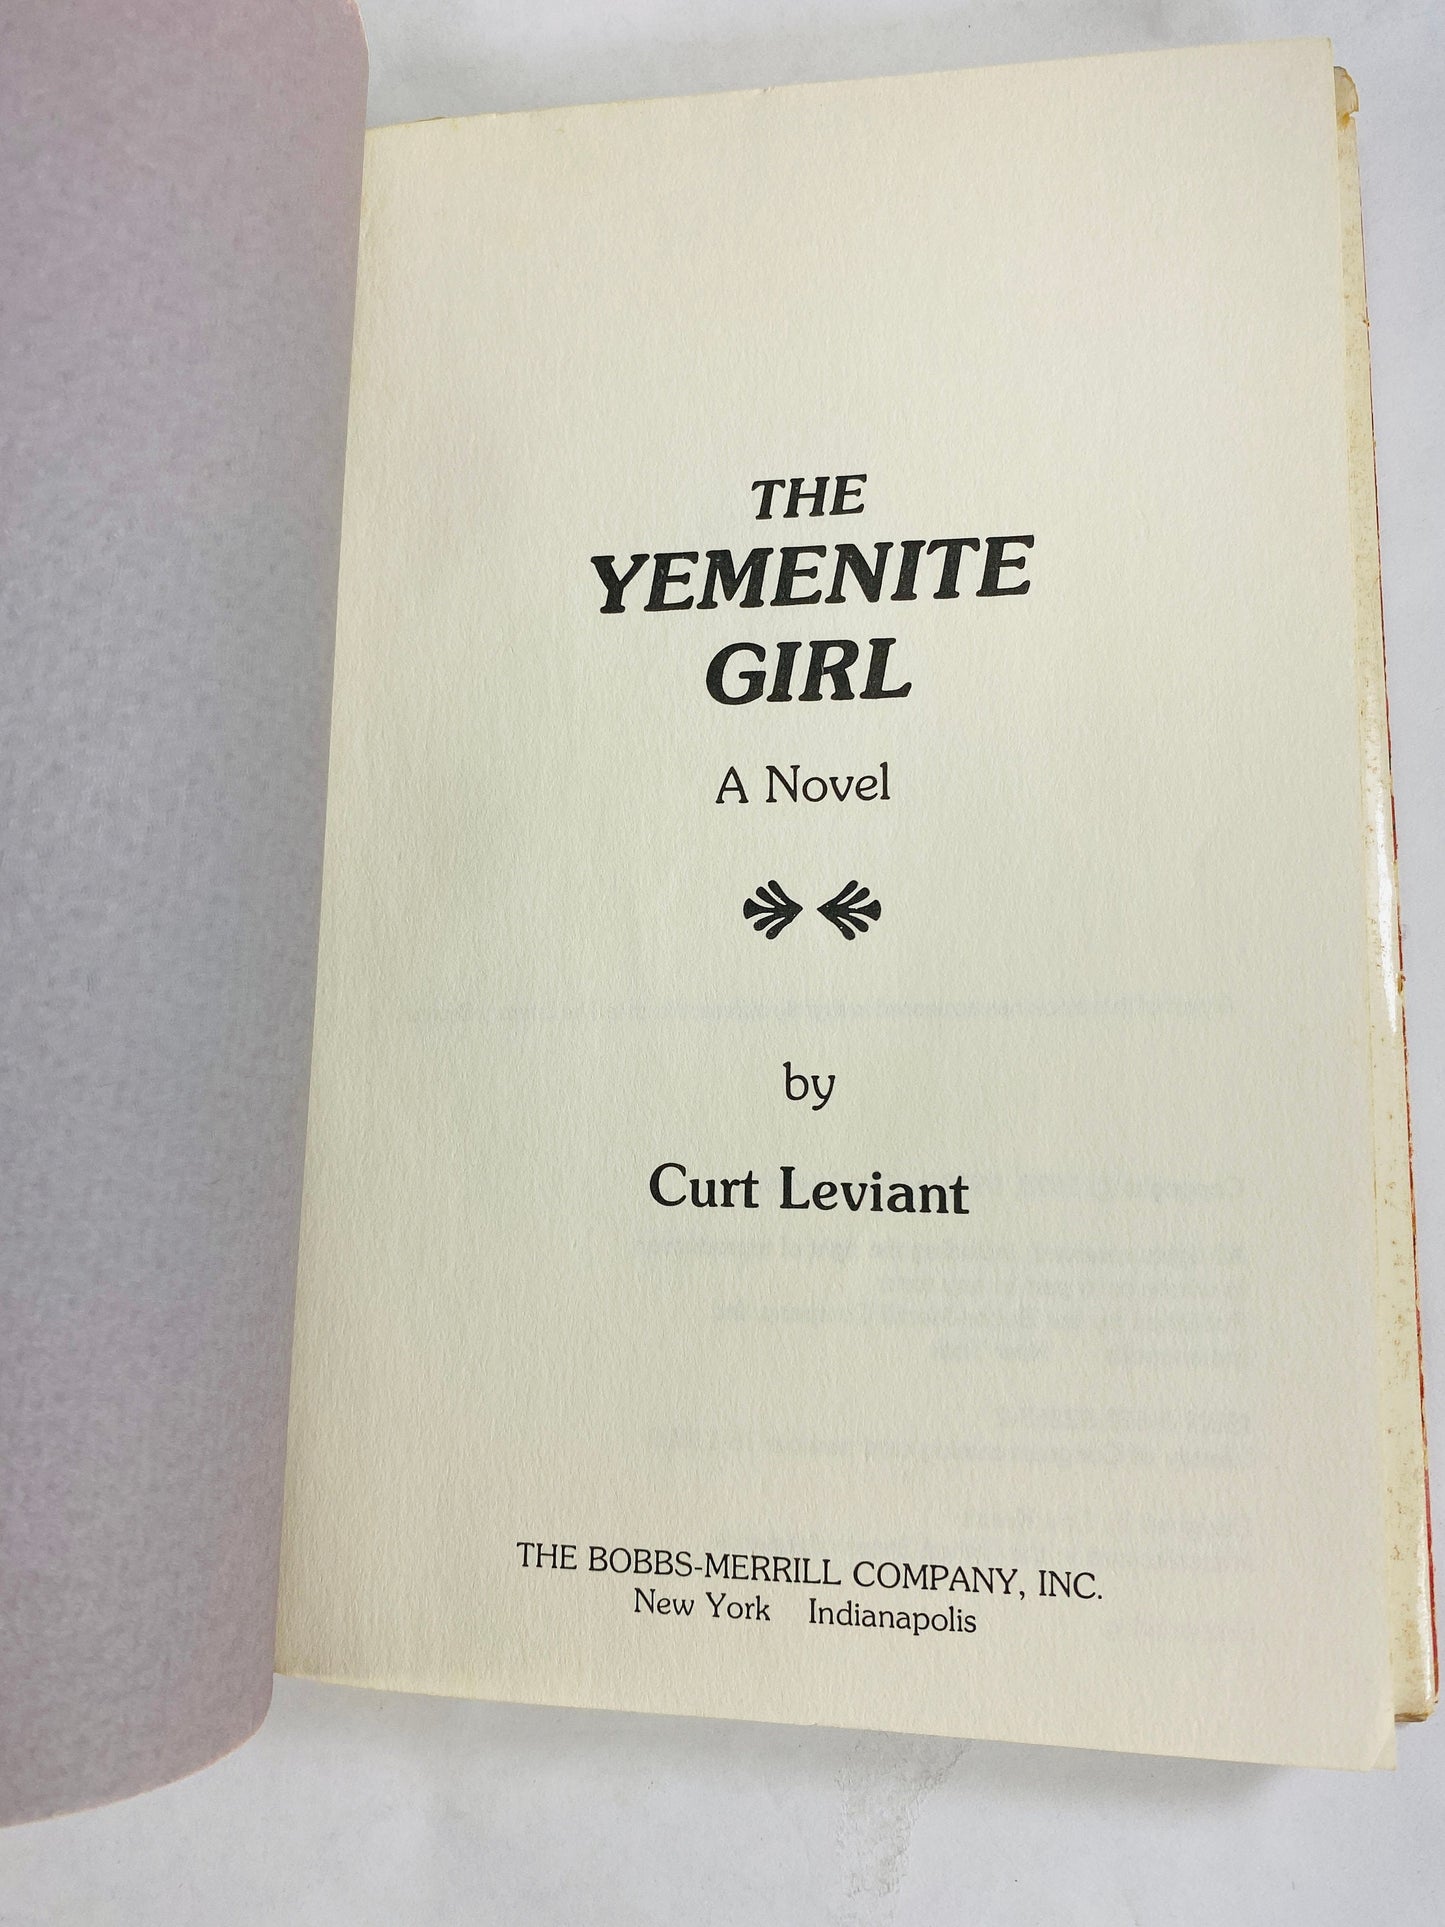 THE
YEMENITE
GIRL
A Novel
by
Curt Leviant
THE BOBBS-MERRILL COMPANY, INC.
New York Indianapolis